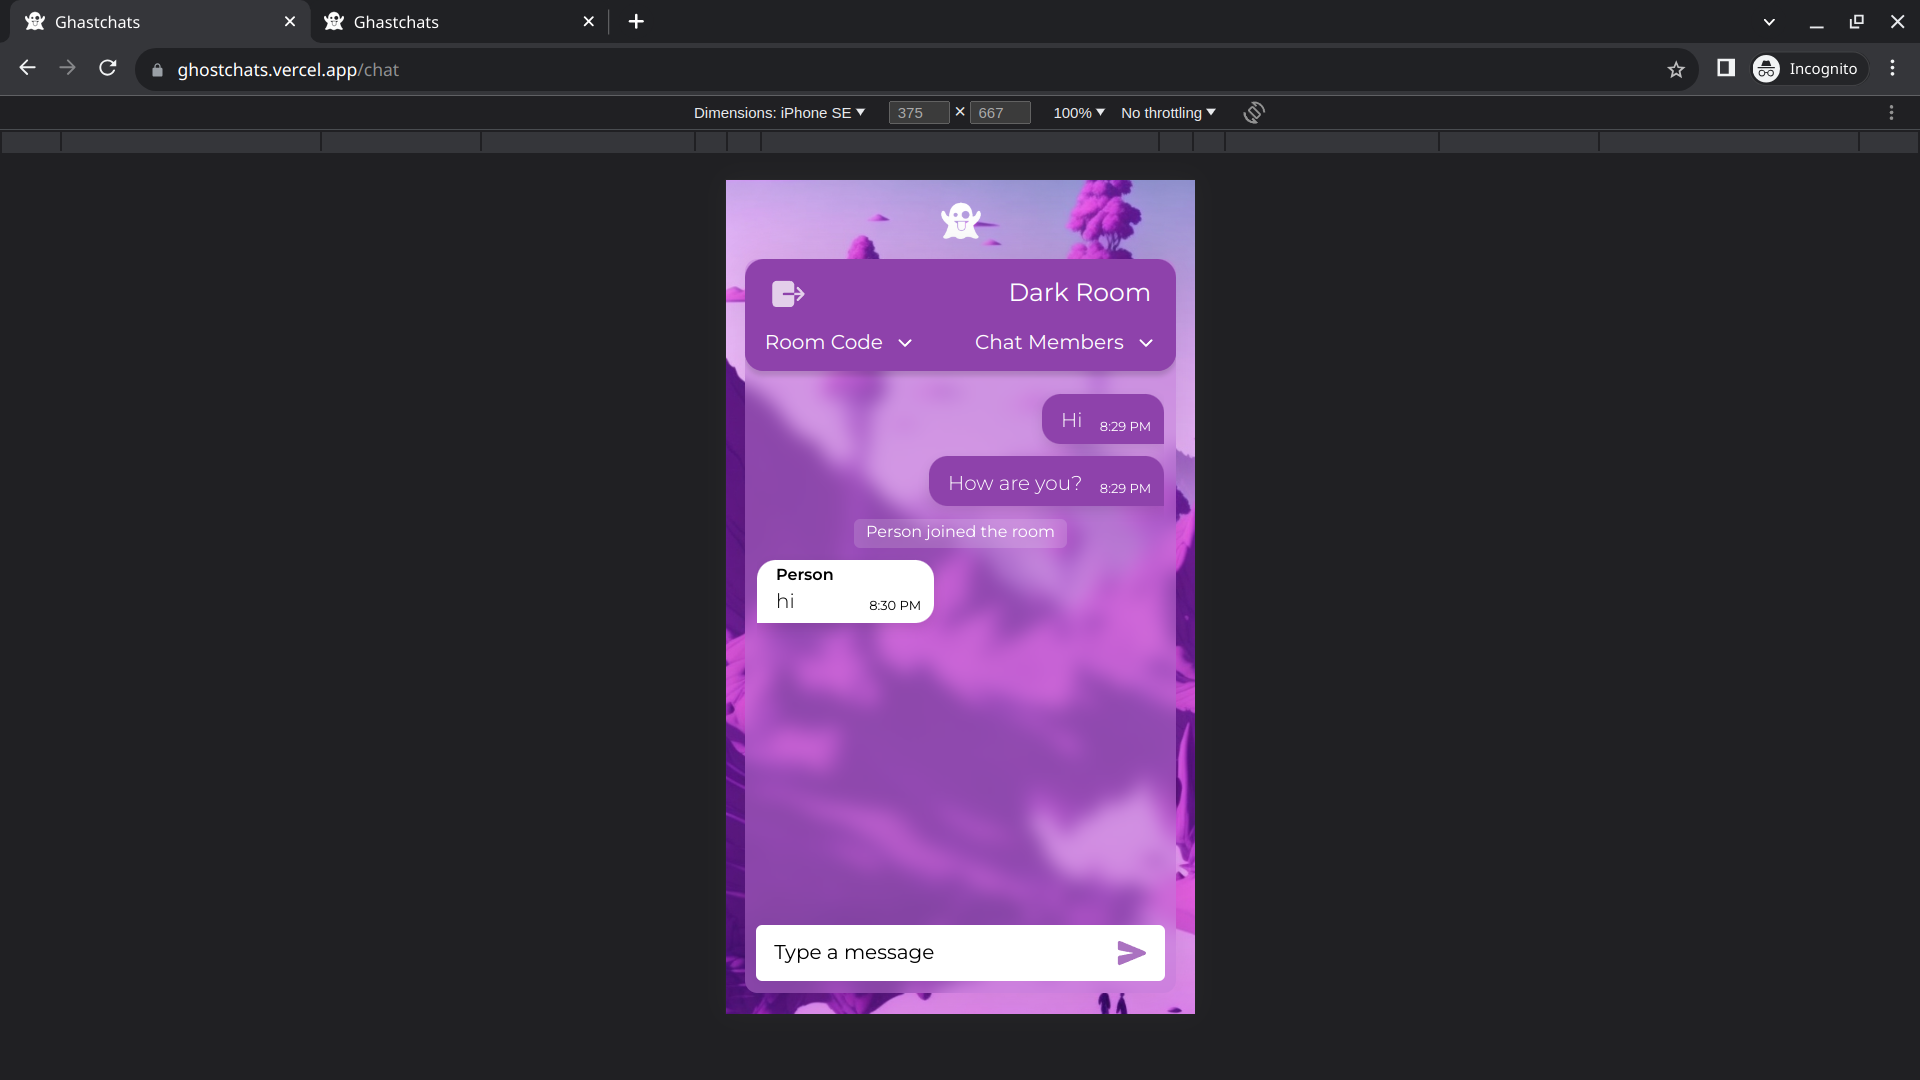 Ghastchats
Ghastchats
ghostchats.vercel.app/chat
Incognito
Dimensions: iPhone SE 375 × 667 100% No throttling
Dark Room
Room Code Chat Members
Hi 8:29 PM
How are you? 8:29 PM
Person joined the room
Person
hi 8:30 PM
Type a message